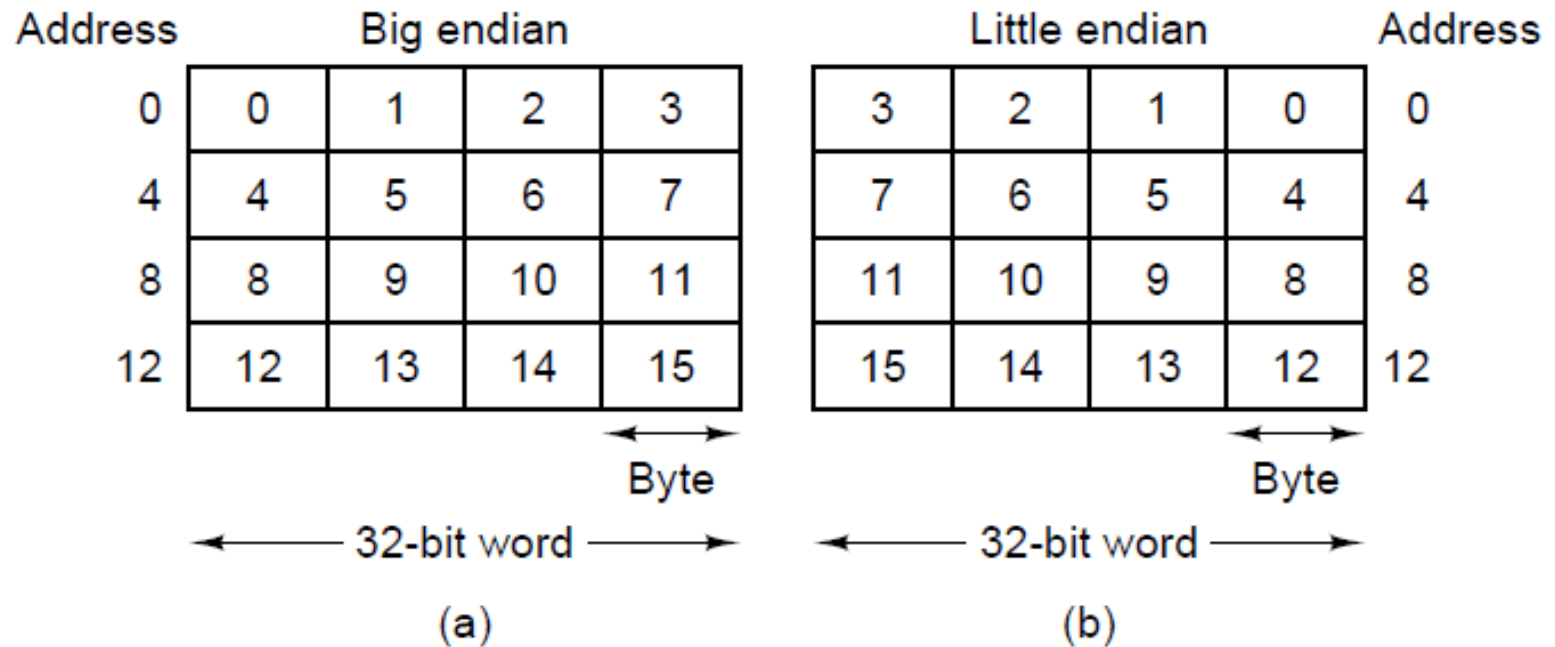 Address Big endian Little endian Address
0 0 1 2 3 3 2 1 0 0
4 4 5 6 7 7 6 5 4 4
8 8 9 10 11 11 10 9 8 8
12 12 13 14 15 15 14 13 12 12
Byte Byte
32-bit word 32-bit word
(a) (b)